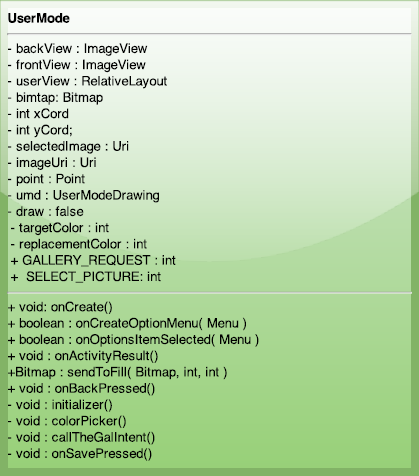 UserMode
- backView : ImageView
- frontView : ImageView
- userView : RelativeLayout
- bimtap: Bitmap
- int xCord
- int yCord;
- selectedImage : Uri
- imageUri : Uri
- point : Point
- umd : UserModeDrawing
- draw : false
- targetColor : int
- replacementColor : int
+ GALLERY_REQUEST : int
+ SELECT_PICTURE: int
+ void: onCreate()
+ boolean : onCreateOptionMenu( Menu )
+ boolean : onOptionsItemSelected( Menu )
+ void : onActivityResult()
+Bitmap : sendToFill ( Bitmap, int, int )
+ void : onBackPressed()
- void : initializer()
- void : colorPicker()
- void : callTheGalIntent()
- void : onSavePressed()